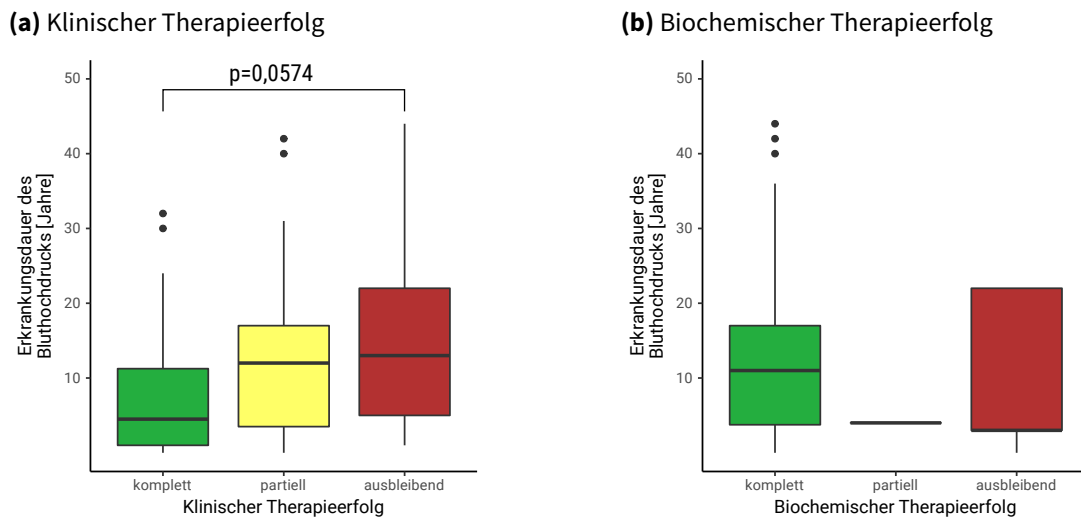 (a) Klinischer Therapieerfolg
p=0,0574
50
40
30
20
10
Erkrankungsdauer des
Bluthochdrucks [Jahre]
komplett partiell ausbleibend
Klinischer Therapieerfolg
(b) Biochemischer Therapieerfolg
50
40
30
20
10
Erkrankungsdauer des
Bluthochdrucks [Jahre]
komplett partiell ausbleibend
Biochemischer Therapieerfolg